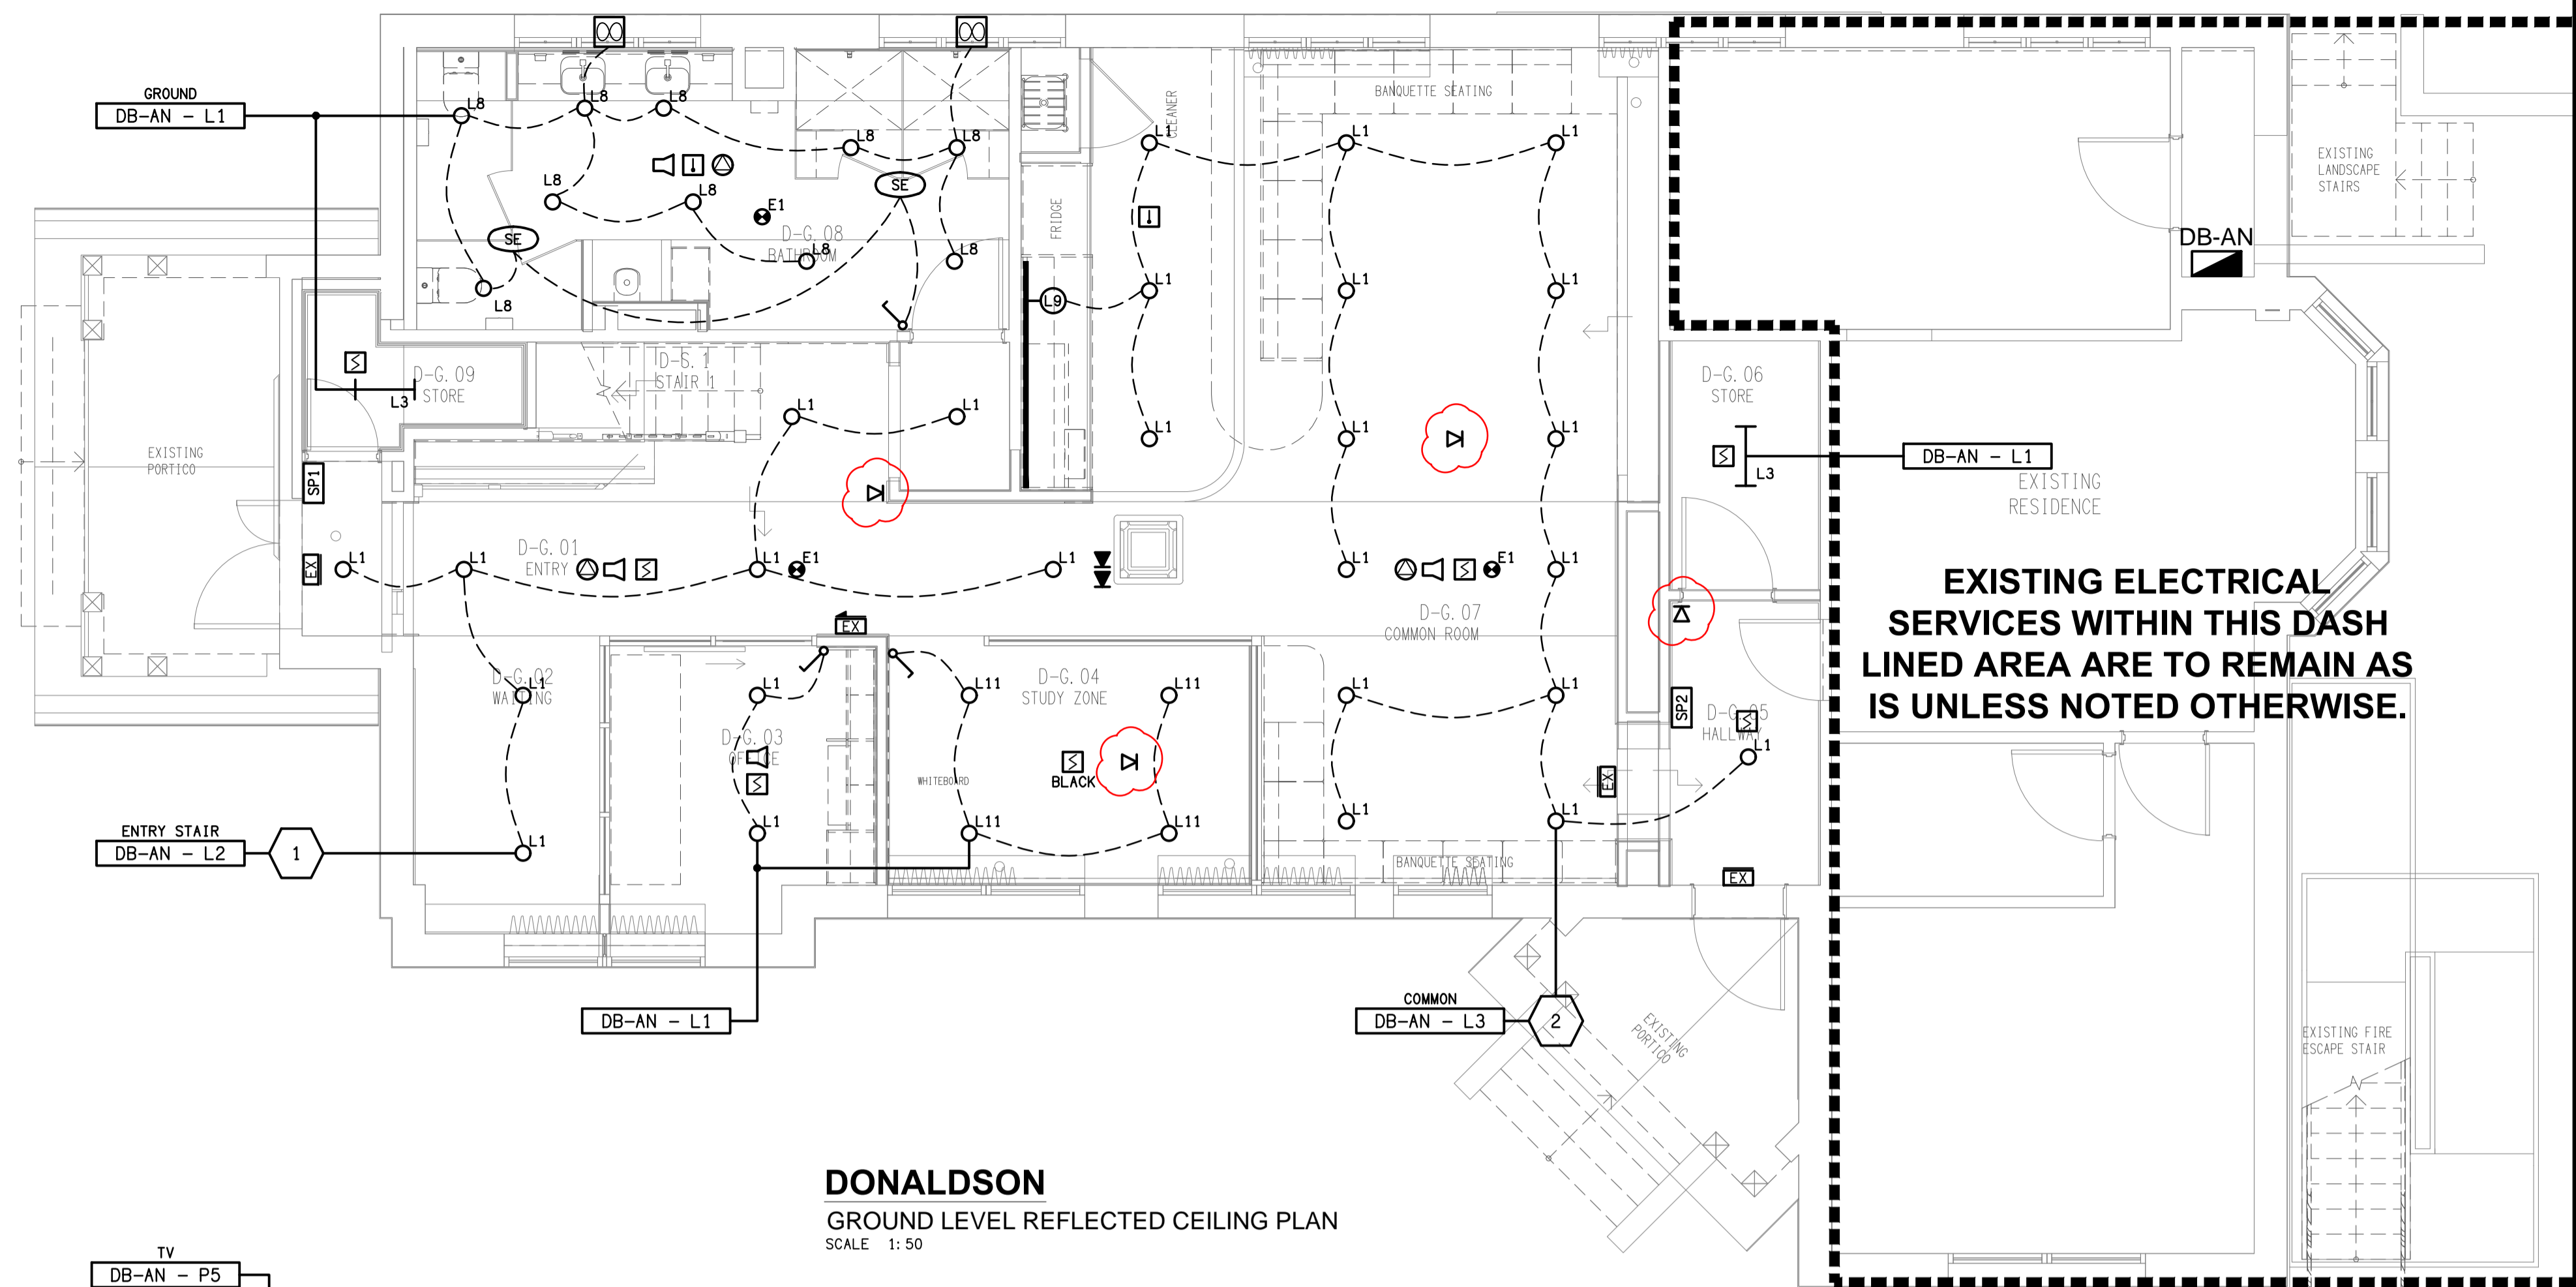 GROUND
DB-AN - L1
L8
L8
L8
L8
L8
L8
L8
L8
L8
L8
SE
SE
E1
D-G.08
BATHROOM
FRIDGE
CLEANER
L9
BANQUETTE SEATING
L1
L1
L1
L1
L1
L1
L1
L1
L1
EXISTING
LANDSCAPE
STAIRS
DB-AN
D-G.09
STORE
L3
D-S.1
STAIR 1
L1
L1
D-G.06
STORE
L3
DB-AN - L1
EXISTING
RESIDENCE
EXISTING
PORTICO
SP1
EX
L1
L1
D-G.01
ENTRY
L1
E1
L1
L1
E1
L1
D-G.07
COMMON ROOM
EX
EXISTING ELECTRICAL
SERVICES WITHIN THIS DASH
LINED AREA ARE TO REMAIN AS
IS UNLESS NOTED OTHERWISE.
D-G.02
WAITING
L1
L1
D-G.03
OFFICE
L1
L1
L11
D-G.04
STUDY ZONE
L11
WHITEBOARD
BLACK
L11
L11
L1
L1
L1
L1
SP2
D-G.05
HALLWAY
L1
EX
EX
BANQUETTE SEATING
ENTRY STAIR
DB-AN - L2
1
DB-AN - L1
COMMON
DB-AN - L3
2
EXISTING
PORTICO
EXISTING FIRE
ESCAPE STAIR
DONALDSON
GROUND LEVEL REFLECTED CEILING PLAN
SCALE 1:50
TV
DB-AN - P5